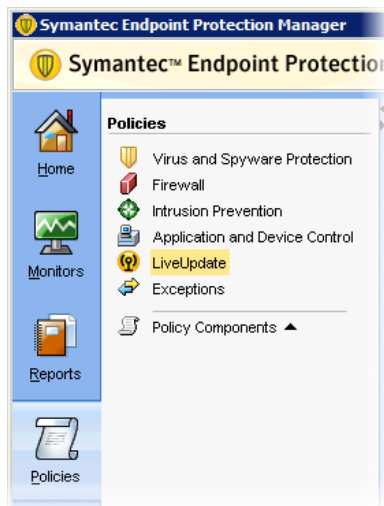 Symantec Endpoint Protection Manager
Symantec™ Endpoint Protection
Policies
Virus and Spyware Protection
Firewall
Intrusion Prevention
Application and Device Control
LiveUpdate
Exceptions
Policy Components
Home
Monitors
Reports
Policies